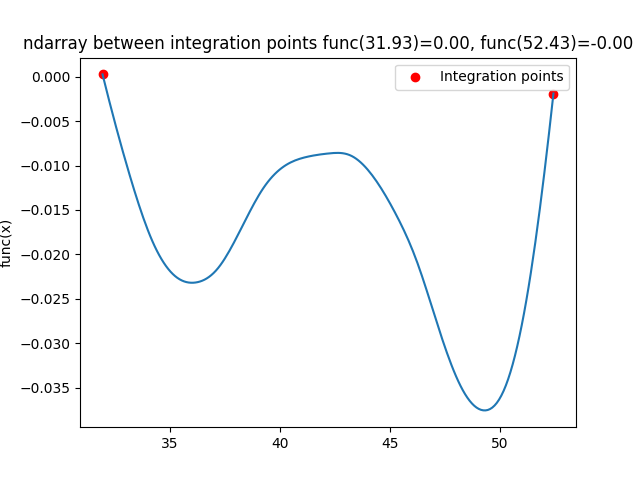 ndarray between integration points func(31.93)=0.00, func(52.43)=-0.00
Integration points
func(x)
0.000
−0.005
−0.010
−0.015
−0.020
−0.025
−0.030
−0.035
35 40 45 50